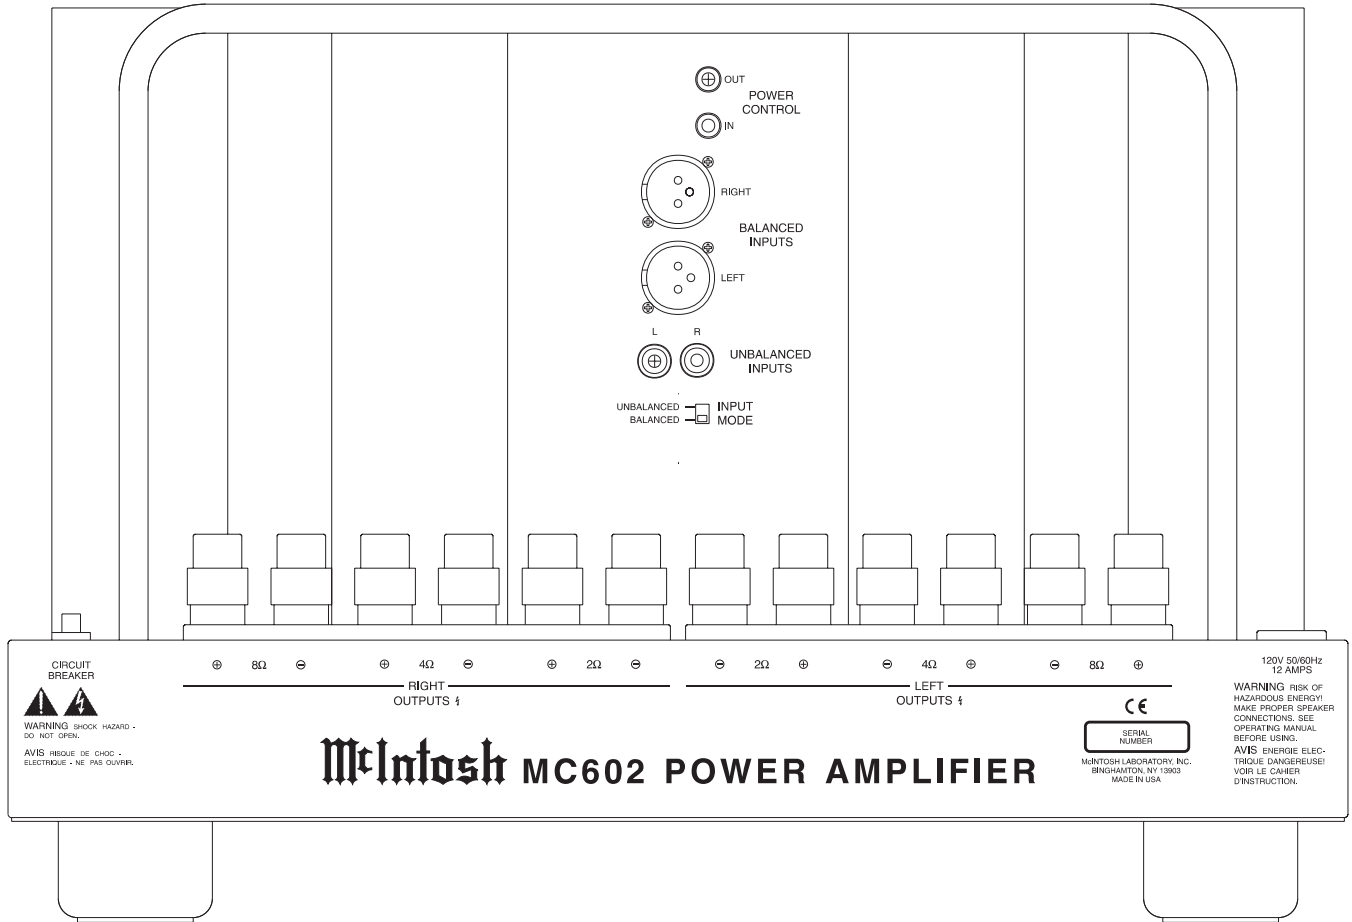 OUT
POWER
CONTROL
IN
RIGHT
BALANCED
INPUTS
LEFT
L R
UNBALANCED
INPUTS
UNBALANCED
BALANCED
INPUT
MODE
CIRCUIT
BREAKER
WARNING SHOCK HAZARD -
DO NOT OPEN.
AVIS RISQUE DE CHOC -
ELECTRIQUE - NE PAS OUVRIR.
⊕ 8Ω ⊖ ⊕ 4Ω ⊖ ⊕ 2Ω ⊖
RIGHT
OUTPUTS
⊖ 2Ω ⊕ ⊖ 4Ω ⊕ ⊖ 8Ω ⊕
LEFT
OUTPUTS
McIntosh MC602 POWER AMPLIFIER
CE
SERIAL
NUMBER
McINTOSH LABORATORY, INC.
BINGHAMTON, NY 13903
MADE IN USA
120V 50/60Hz
12 AMPS
WARNING RISK OF
HAZARDOUS ENERGY!
MAKE PROPER SPEAKER
CONNECTIONS. SEE
OPERATING MANUAL
BEFORE USING.
AVIS ENERGIE ELEC-
TRIQUE DANGEREUSE!
VOIR LE CAHIER
D'INSTRUCTION.